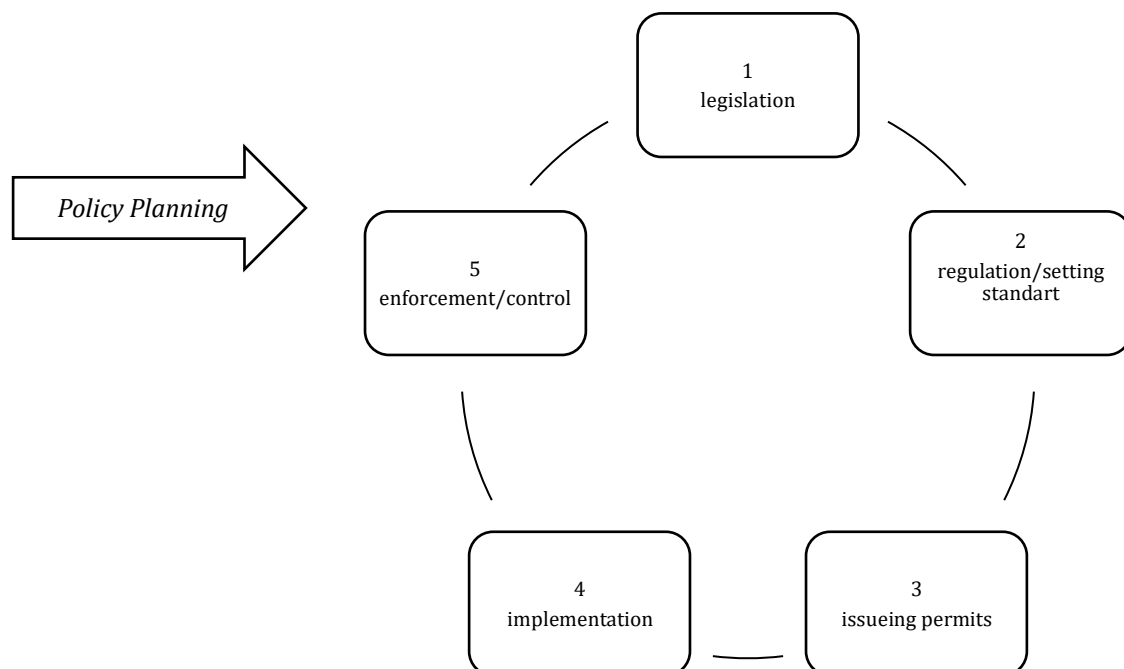 Policy Planning
1
legislation
2
regulation/setting
standart
3
issueing permits
4
implementation
5
enforcement/control